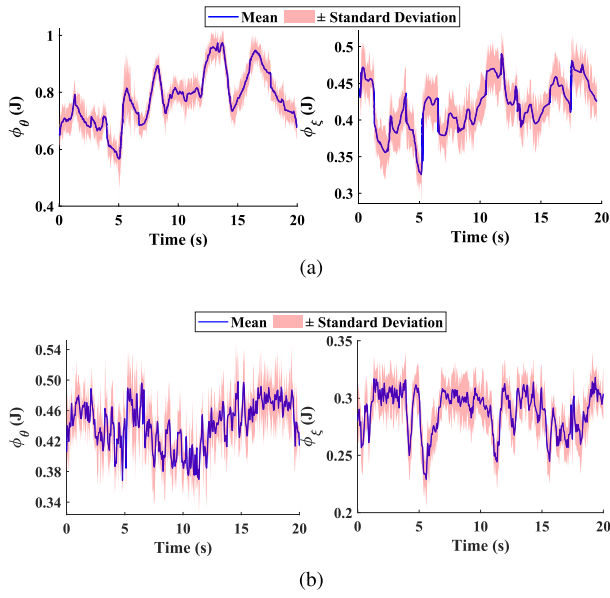 Mean ± Standard Deviation
1
0.8
0.6
0.4
ϕθ (J)
0 5 10 15 20
Time (s)
0.5
0.45
0.4
0.35
0.3
ϕξ (J)
0 5 10 15 20
Time (s)
(a)
Mean ± Standard Deviation
0.54
0.50
0.46
0.42
0.38
0.34
ϕθ (J)
0 5 10 15 20
Time (s)
0.35
0.3
0.25
0.2
ϕξ (J)
0 5 10 15 20
Time (s)
(b)